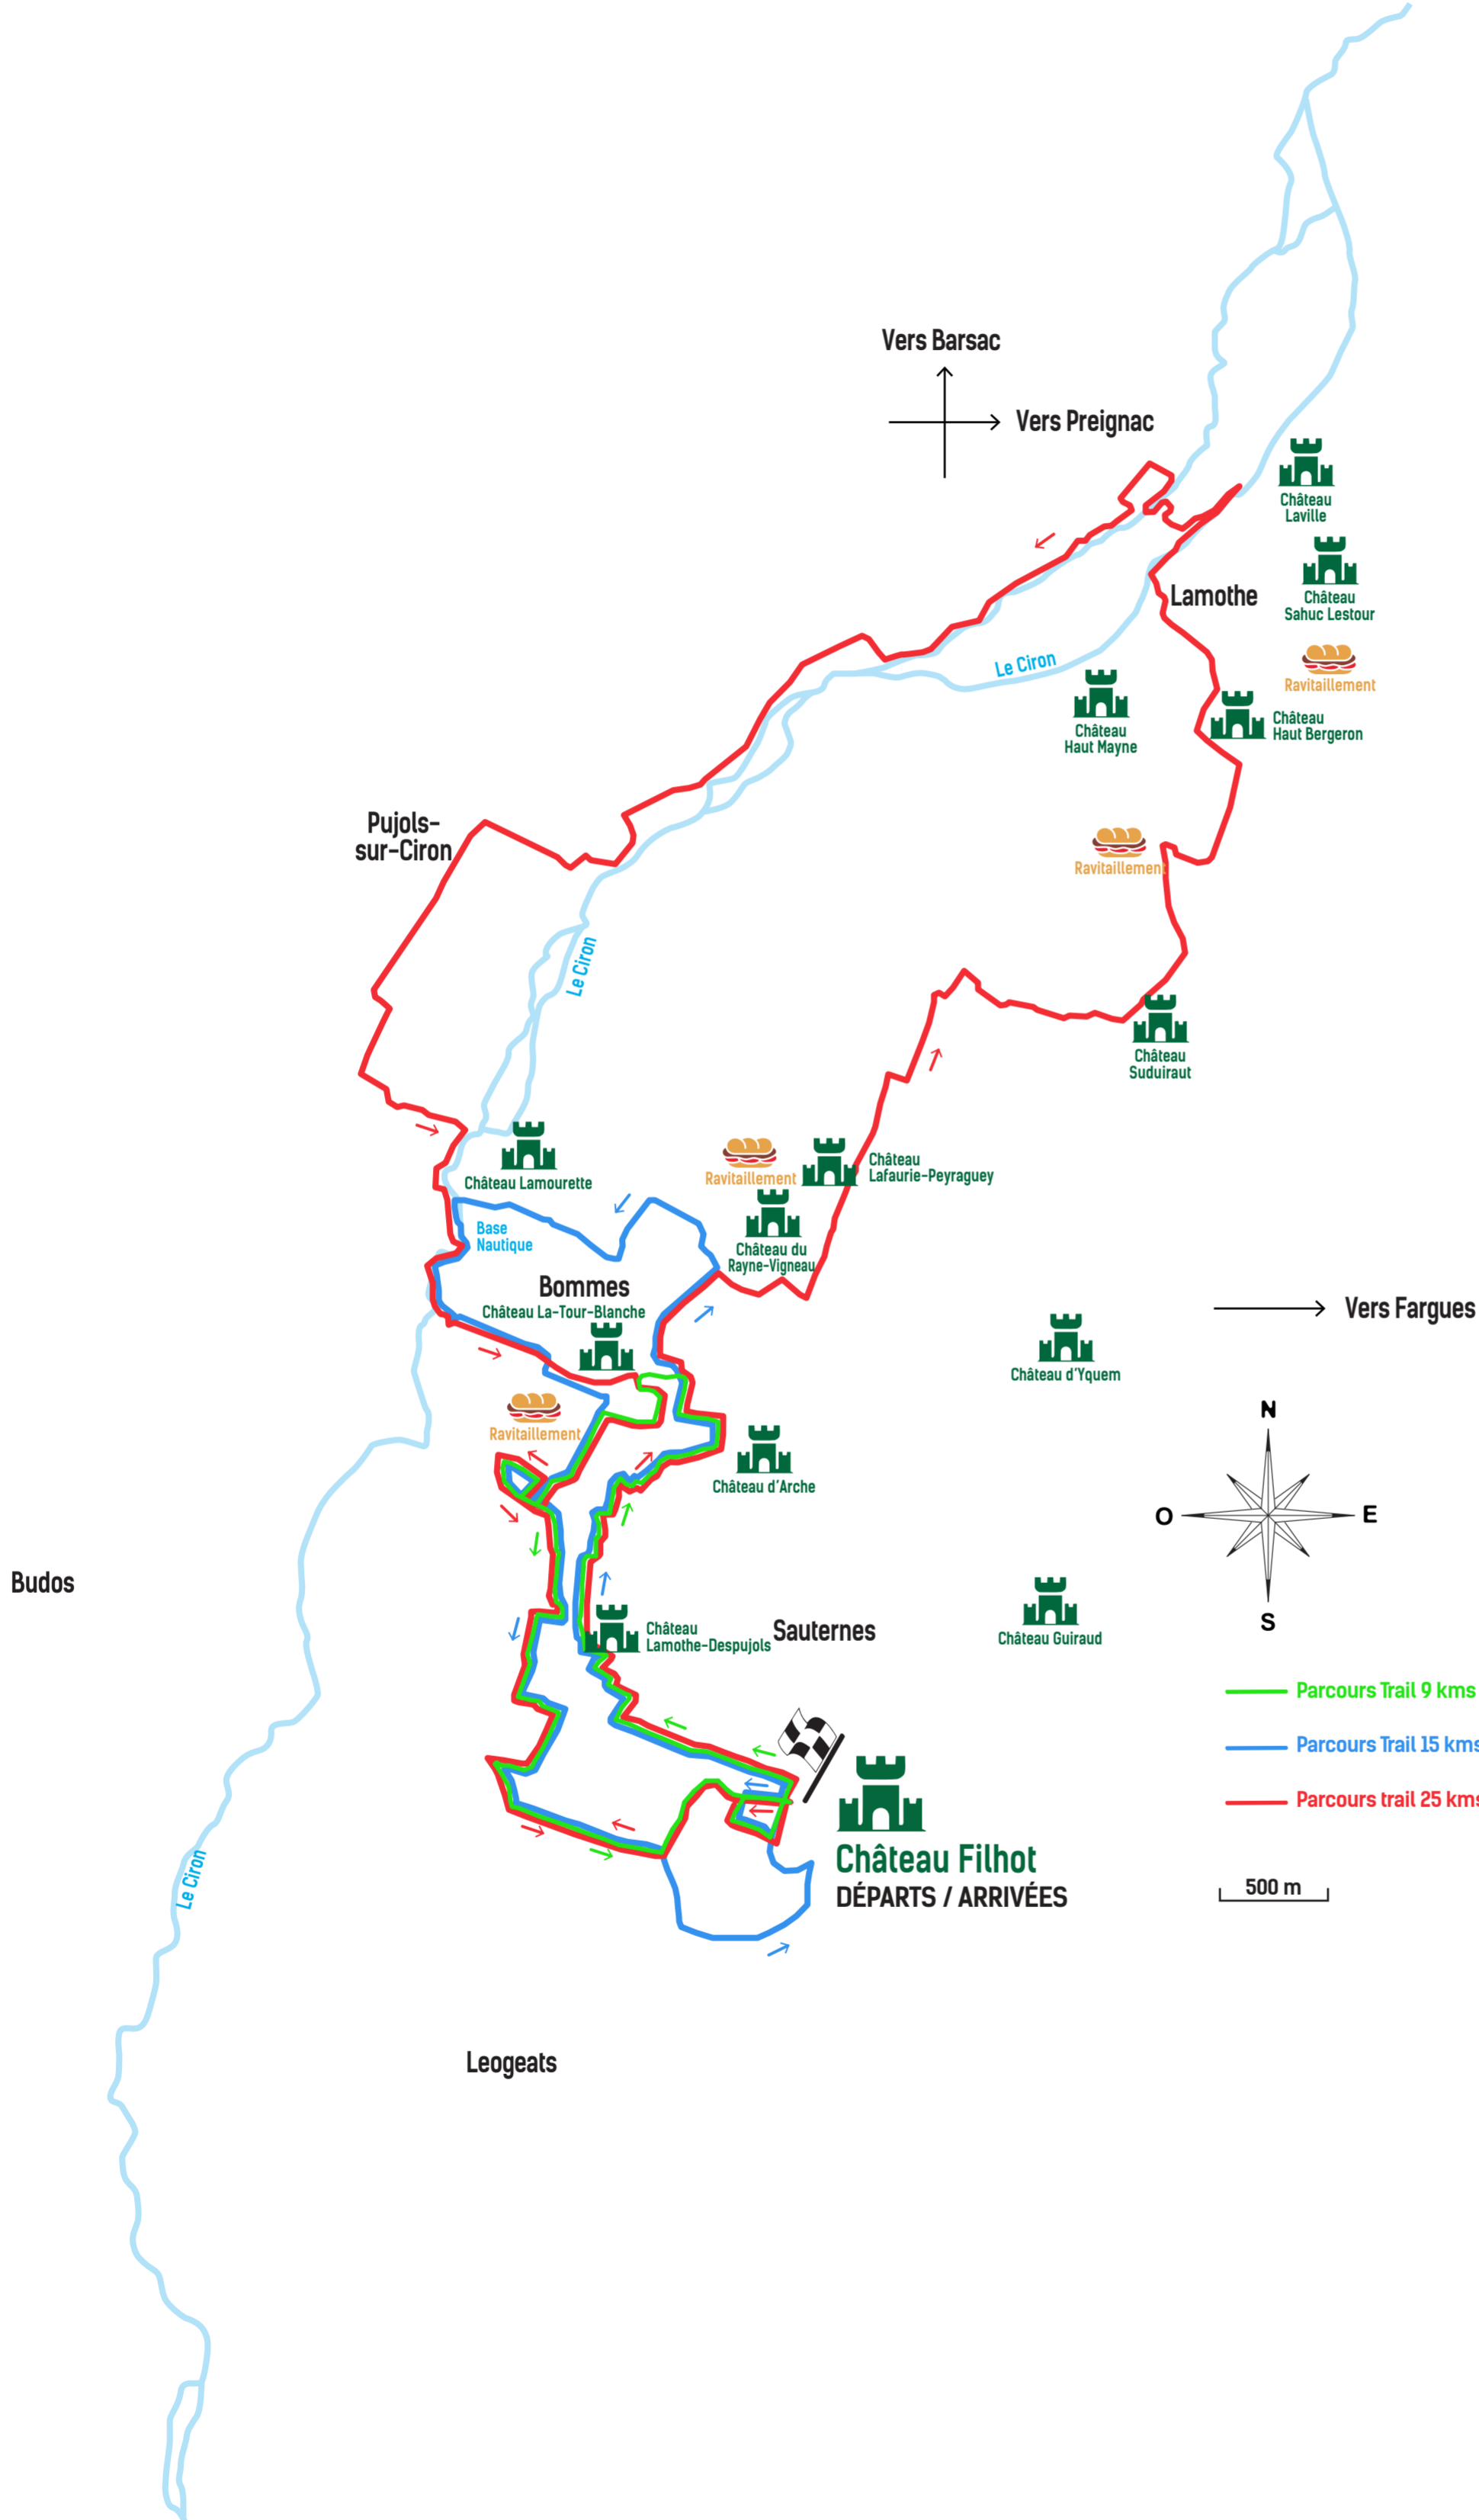 Vers Barsac
Vers Preignac
Château
Laville
Lamothe
Château
Sahuc Lestour
Le Ciron
Ravitaillement
Château
Haut Mayne
Château
Haut Bergeron
Pujols-
sur-Ciron
Ravitaillement
Le Ciron
Château
Suduiraut
Château Lamourette
Ravitaillement
Château
Lafaurie-Peyraguey
Base
Nautique
Château du
Rayne-Vigneau
Bommes
Château La-Tour-Blanche
Vers Fargues
Château d'Yquem
N
Ravitaillement
Château d'Arche
O
E
Budos
S
Château
Lamothe-Despujols
Sauternes
Château Guiraud
Parcours Trail 9 kms
Parcours Trail 15 kms
Parcours trail 25 kms
Le Ciron
Château Filhot
DÉPARTS / ARRIVÉES
500 m
Leogeats